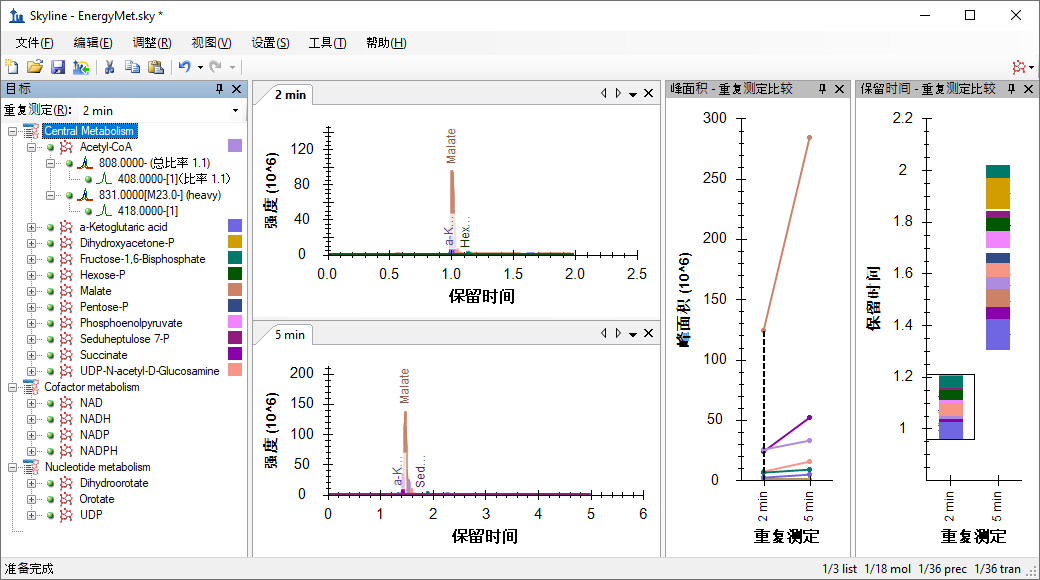 Skyline - EnergyMet.sky *
文件(F) 编辑(E) 调整(R) 视图(V) 设置(S) 工具(T) 帮助(H)
目标
重复测定(R): 2 min
Central Metabolism
Acetyl-CoA
808.0000- (总比率 1.1)
408.0000-[1](比率 1.1)
831.0000[M23.0-] (heavy)
418.0000-[1]
a-Ketoglutaric acid
Dihydroxyacetone-P
Fructose-1,6-Bisphosphate
Hexose-P
Malate
Pentose-P
Phosphoenolpyruvate
Seduheptulose 7-P
Succinate
UDP-N-acetyl-D-Glucosamine
Cofactor metabolism
NAD
NADH
NADP
NADPH
Nucleotide metabolism
Dihydroorotate
Orotate
UDP
2 min
强度 (10^6)
120
80
40
0
Malate
a-K...
Hex...
0.0 0.5 1.0 1.5 2.0 2.5
保留时间
5 min
强度 (10^6)
200
150
100
50
0
Malate
a-K...
Sed...
0 1 2 3 4 5 6
保留时间
峰面积 - 重复测定比较
峰面积 (10^6)
300
250
200
150
100
50
0
2 min 5 min
重复测定
保留时间 - 重复测定比较
保留时间
2.2
2
1.8
1.6
1.4
1.2
1
2 min 5 min
重复测定
准备完成
1/3 list 1/18 mol 1/36 prec 1/36 tran